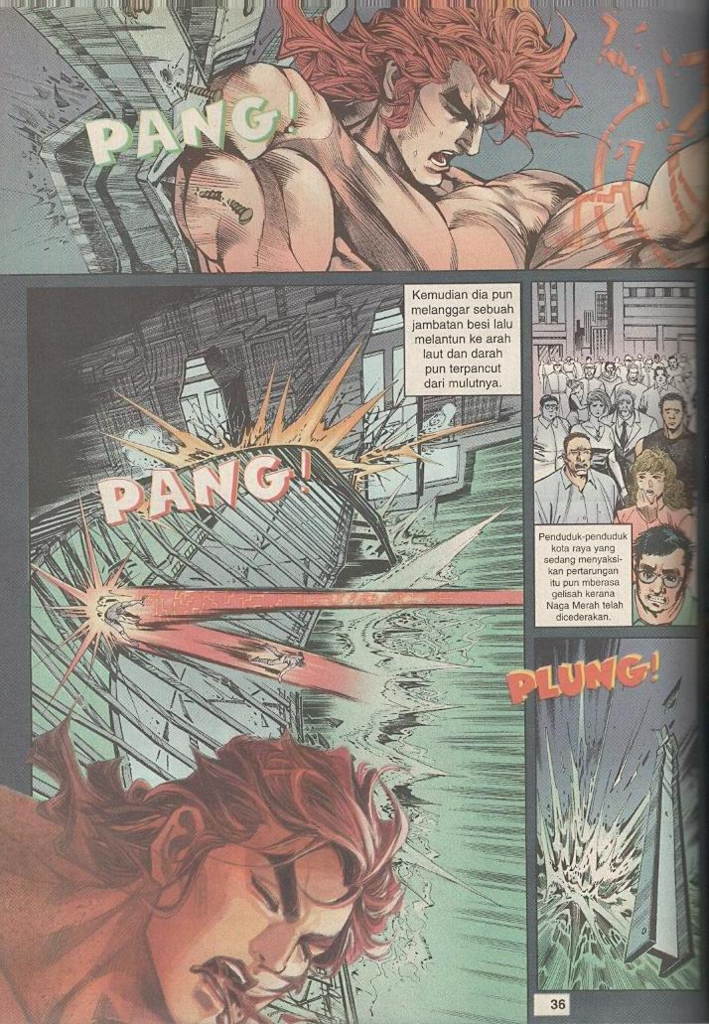 PANG!
Kemudian dia pun
melanggar sebuah
jambatan besi lalu
melantun ke arah
laut dan darah
pun terpancut
dari mulutnya.
PANG!
Penduduk-penduduk
kota raya yang
sedang menyaksi-
kan pertarungan
itu pun mberasa
gelisah kerana
Naga Merah telah
dicederakan.
PLUNG!
36